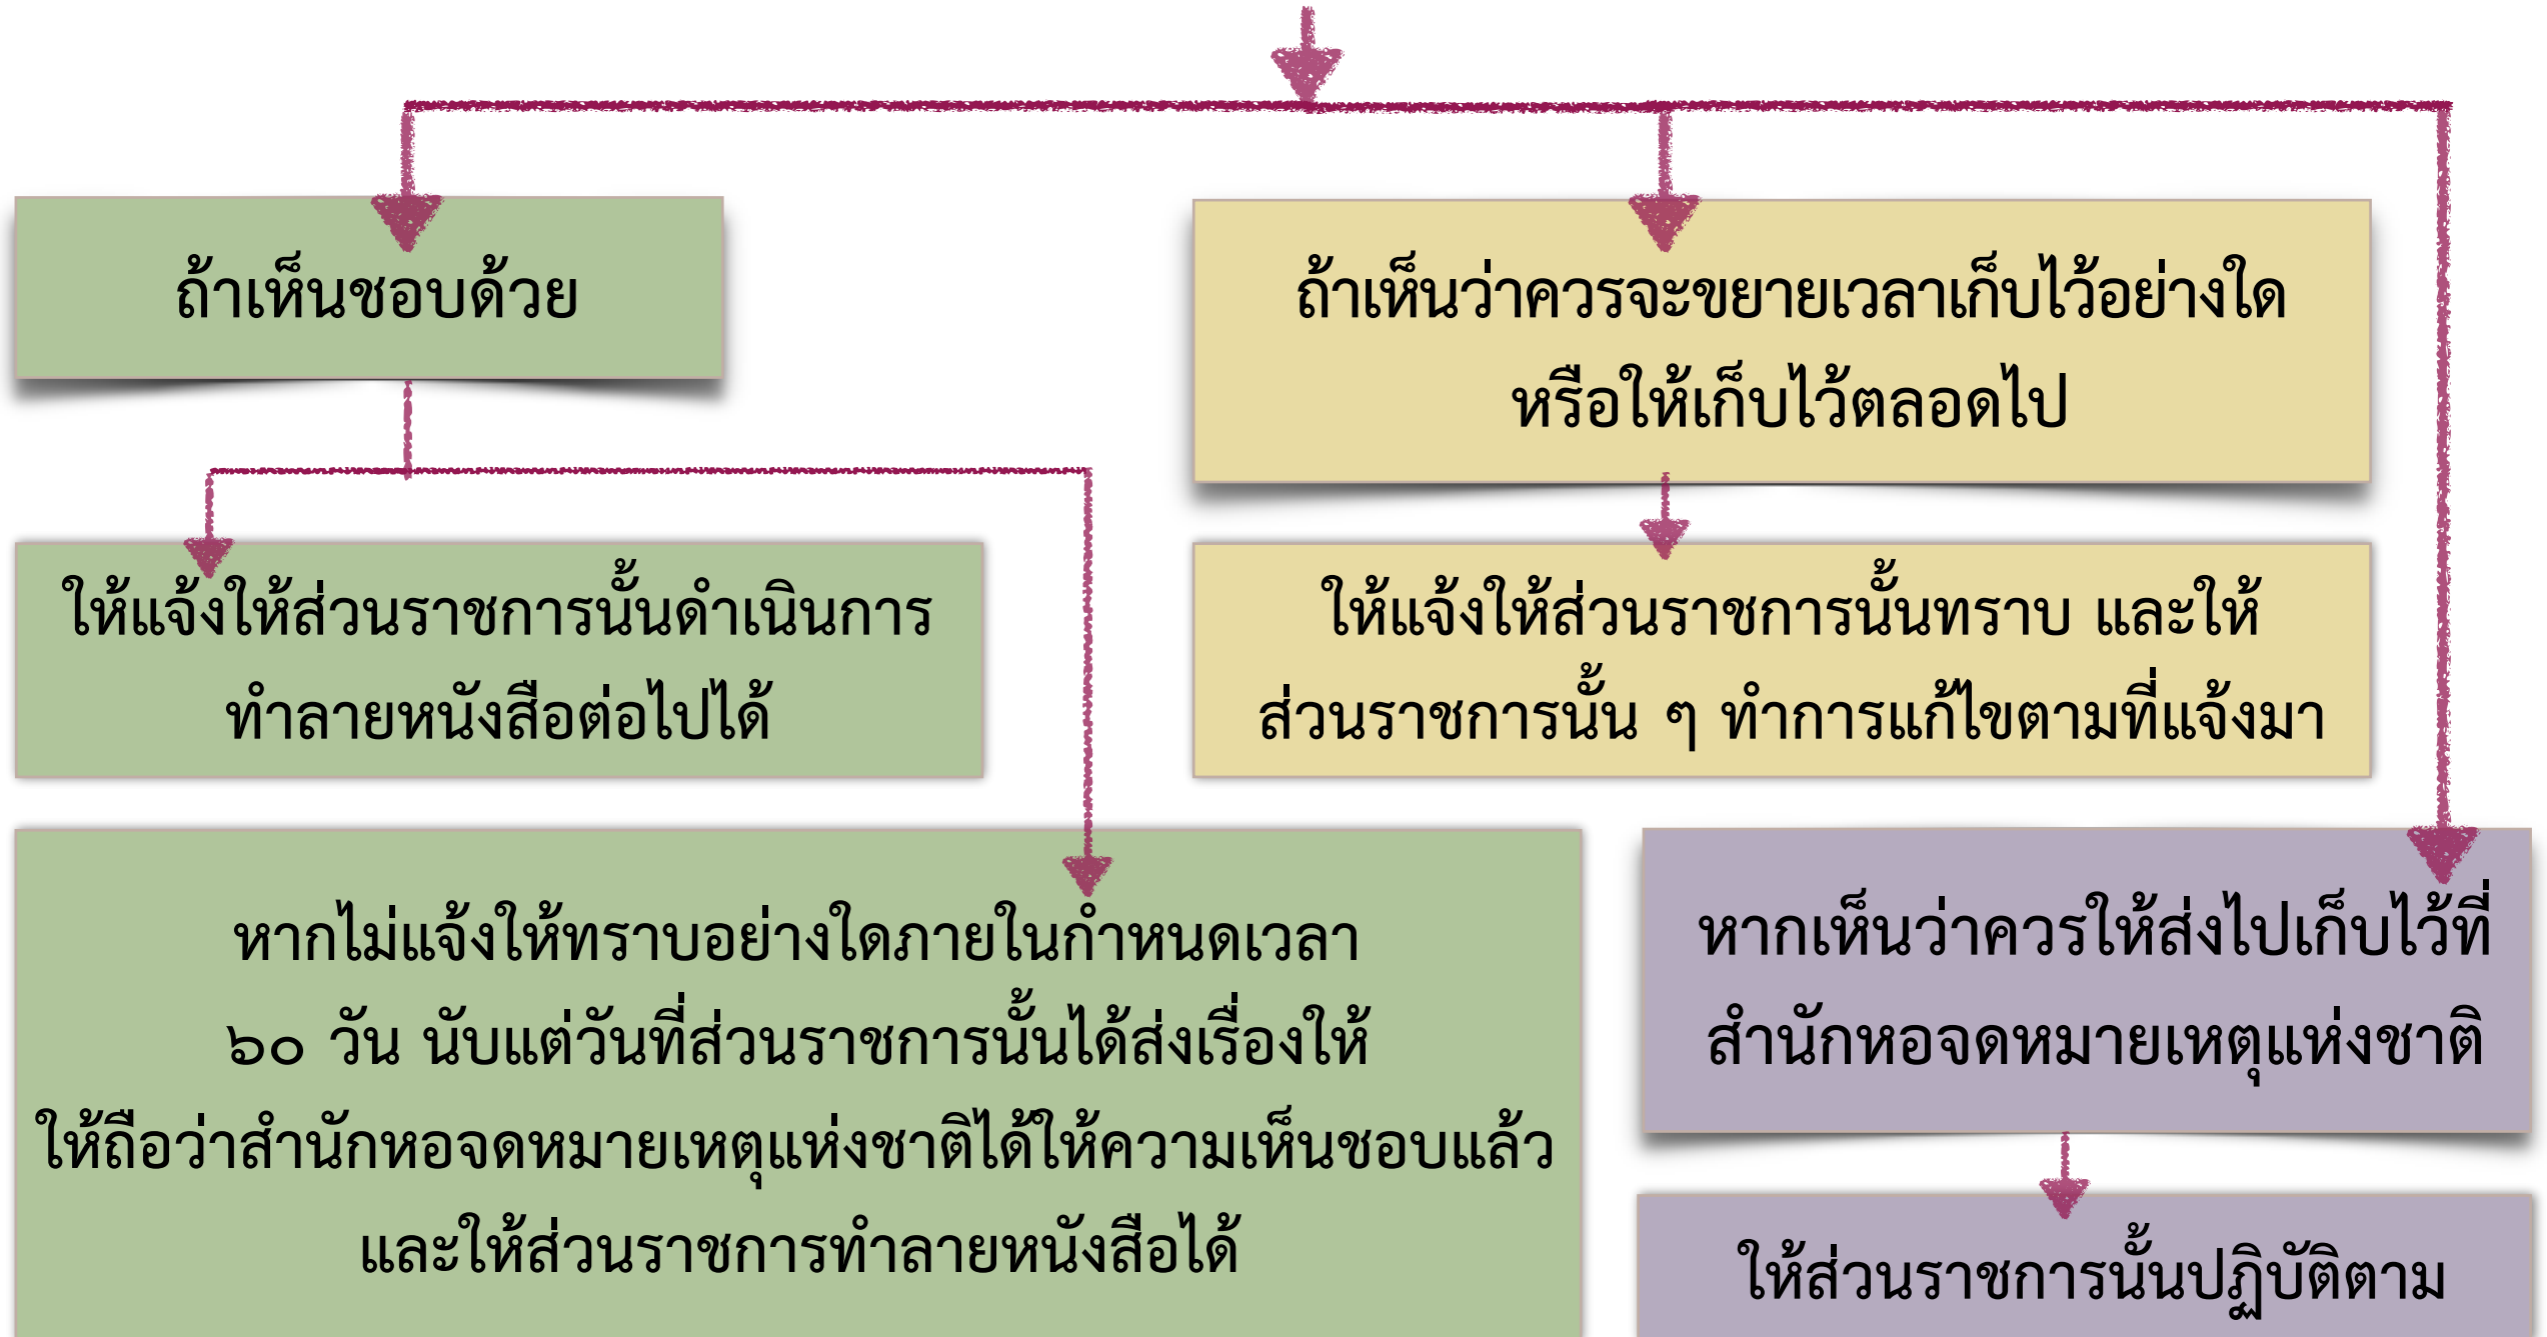 ถ้าเห็นชอบด้วย
ถ้าเห็นว่าควรจะขยายเวลาเก็บไว้อย่างใด
หรือให้เก็บไว้ตลอดไป
ให้แจ้งให้ส่วนราชการนั้นดำเนินการ
ทำลายหนังสือต่อไปได้
ให้แจ้งให้ส่วนราชการนั้นทราบ และให้
ส่วนราชการนั้น ๆ ทำการแก้ไขตามที่แจ้งมา
หากไม่แจ้งให้ทราบอย่างใดภายในกำหนดเวลา
๖๐ วัน นับแต่วันที่ส่วนราชการนั้นได้ส่งเรื่องให้
ให้ถือว่าสำนักหอจดหมายเหตุแห่งชาติได้ให้ความเห็นชอบแล้ว
และให้ส่วนราชการทำลายหนังสือได้
หากเห็นว่าควรให้ส่งไปเก็บไว้ที่
สำนักหอจดหมายเหตุแห่งชาติ
ให้ส่วนราชการนั้นปฏิบัติตาม